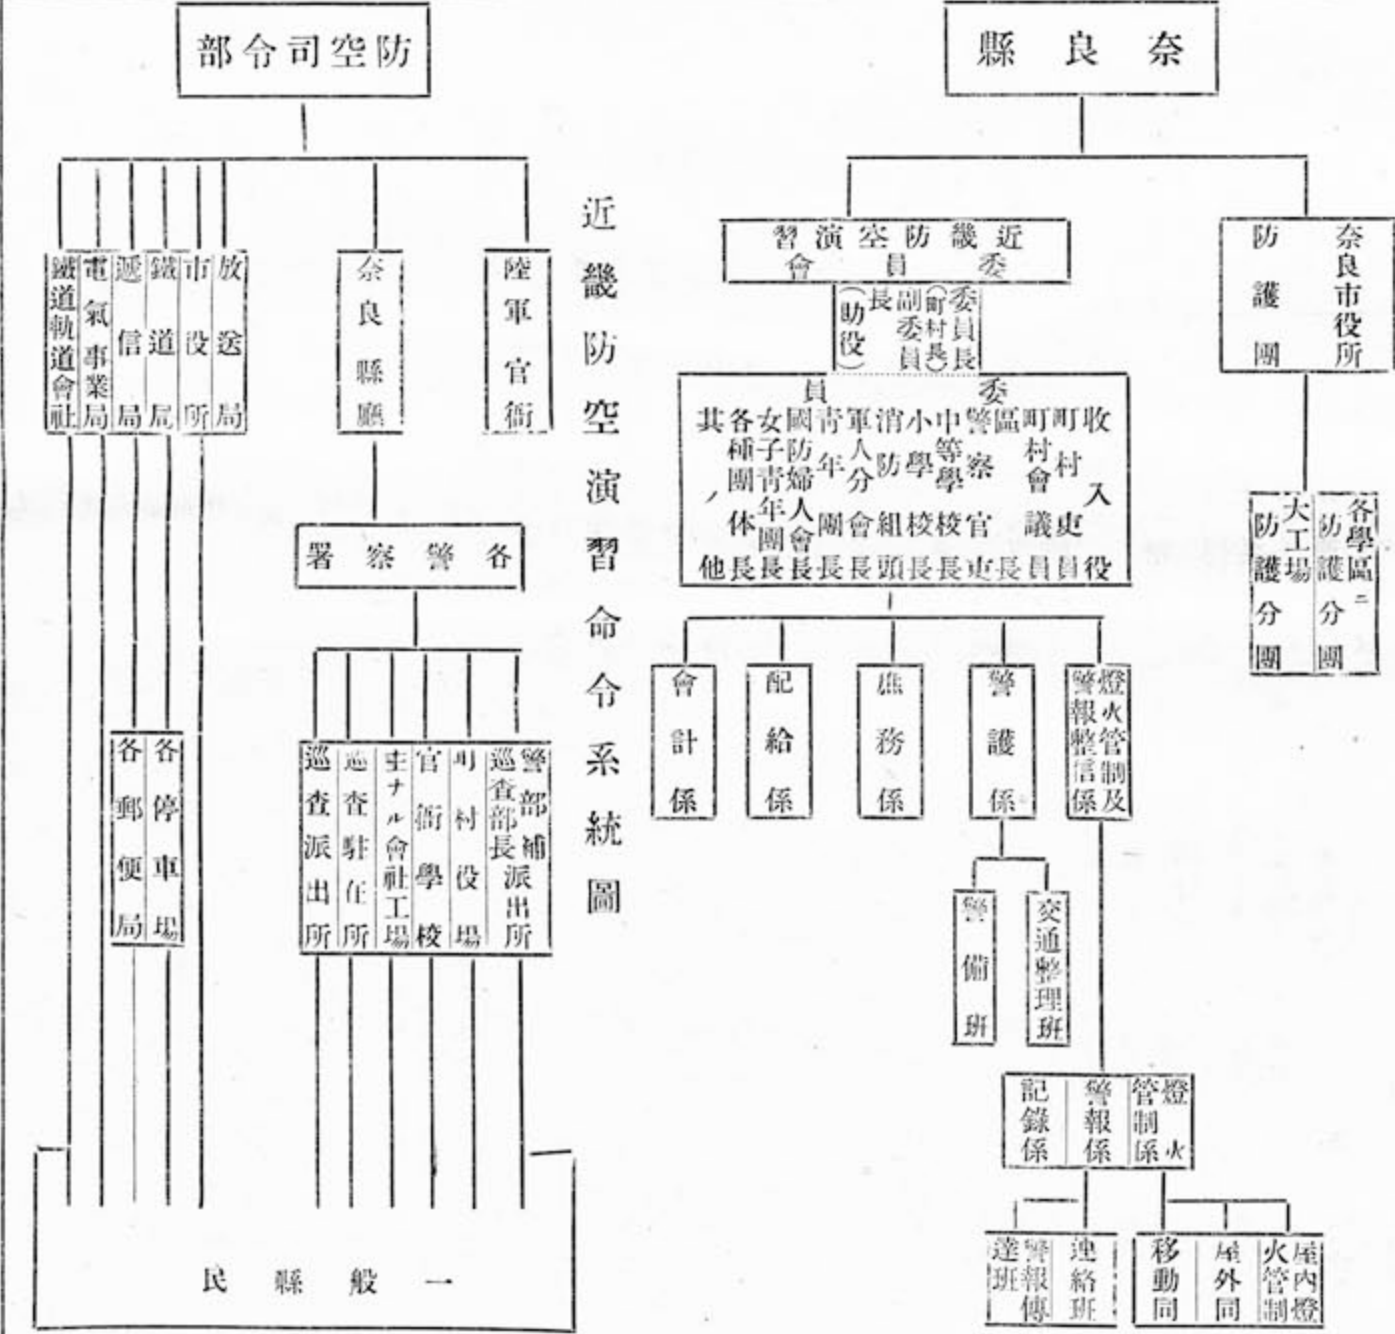 奈良縣
奈良市役所
防護團
各學區ニ
防護分團
大工場
防護分團
近畿防空演習
委員會
委員長
(町村長)
副委員
長
(助役)
委員
收入役
町村吏員
町村會議員
區長
警察官吏
中等學校長
小學校長
消防組頭
軍人分會長
靑年團長
國防婦人會長
女子靑年團長
各種團体長
其ノ他
燈火管制及
警報整信係
警護係
庶務係
配給係
會計係
交通整理班
警備班
燈火
管制係
警報係
記錄係
屋內燈
火管制
屋外同
移動同
連絡班
警報傳
達班
近畿防空演習命令系統圖
防空司令部
陸軍官衙
奈良縣廳
放送局
市役所
鐵道局
遞信局
電氣事業局
鐵道軌道會社
各警察署
警部補派出所
巡査部長
町村役場
官衙學校
主ナル會社工場
巡査駐在所
巡査派出所
各停車場
各郵便局
一般縣民